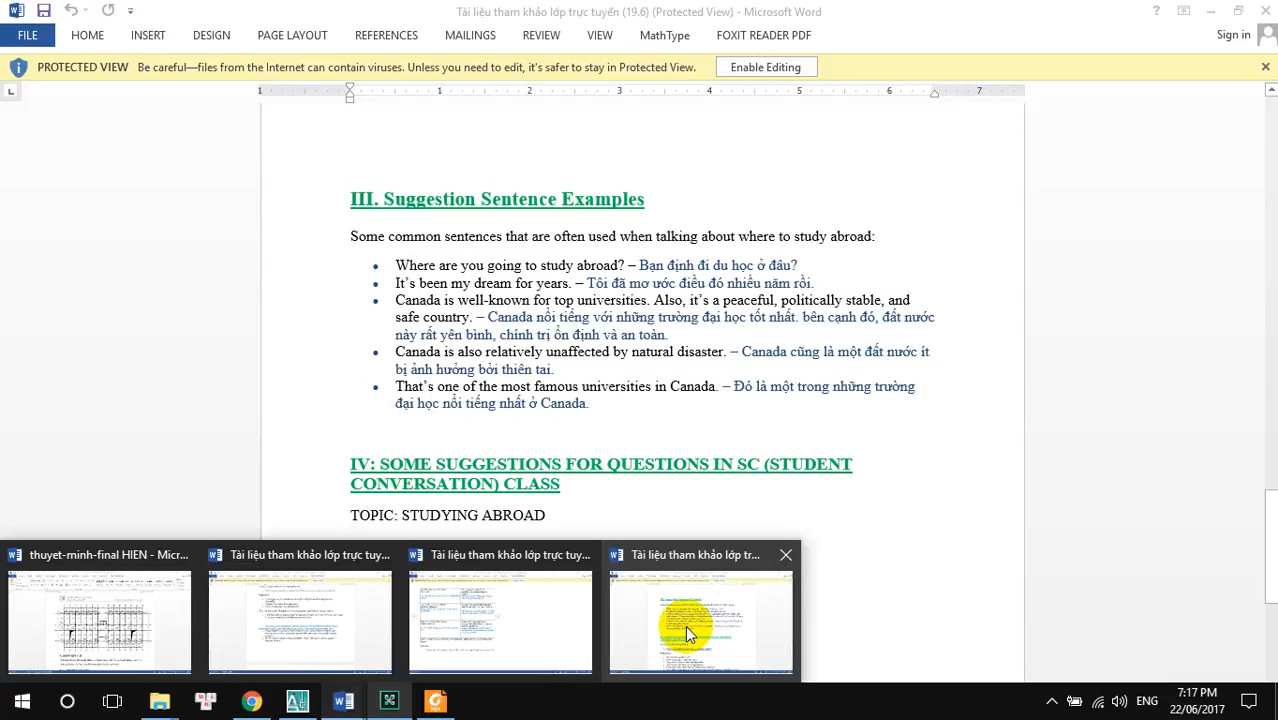 Tài liệu tham khảo lớp trực tuyến (19.6) (Protected View) - Microsoft Word
FILE HOME INSERT DESIGN PAGE LAYOUT REFERENCES MAILINGS REVIEW VIEW MathType FOXIT READER PDF Sign in
PROTECTED VIEW Be careful—files from the Internet can contain viruses. Unless you need to edit, it's safer to stay in Protected View. Enable Editing
1 1 2 3 4 5 6 7
III. Suggestion Sentence Examples
Some common sentences that are often used when talking about where to study abroad:
• Where are you going to study abroad? – Bạn định đi du học ở đâu?
• It's been my dream for years. – Tôi đã mơ ước điều đó nhiều năm rồi.
• Canada is well-known for top universities. Also, it's a peaceful, politically stable, and
safe country. – Canada nổi tiếng với những trường đại học tốt nhất. bên cạnh đó, đất nước
này rất yên bình, chính trị ổn định và an toàn.
• Canada is also relatively unaffected by natural disaster. – Canada cũng là một đất nước ít
bị ảnh hưởng bởi thiên tai.
• That's one of the most famous universities in Canada. – Đó là một trong những trường
đại học nổi tiếng nhất ở Canada.
IV: SOME SUGGESTIONS FOR QUESTIONS IN SC (STUDENT
CONVERSATION) CLASS
TOPIC: STUDYING ABROAD
thuyet-minh-final HIEN - Micr... Tài liệu tham khảo lớp trực tuy... Tài liệu tham khảo lớp trực tuy... Tài liệu tham khảo lớp tr...
ENG 7:17 PM
22/06/2017